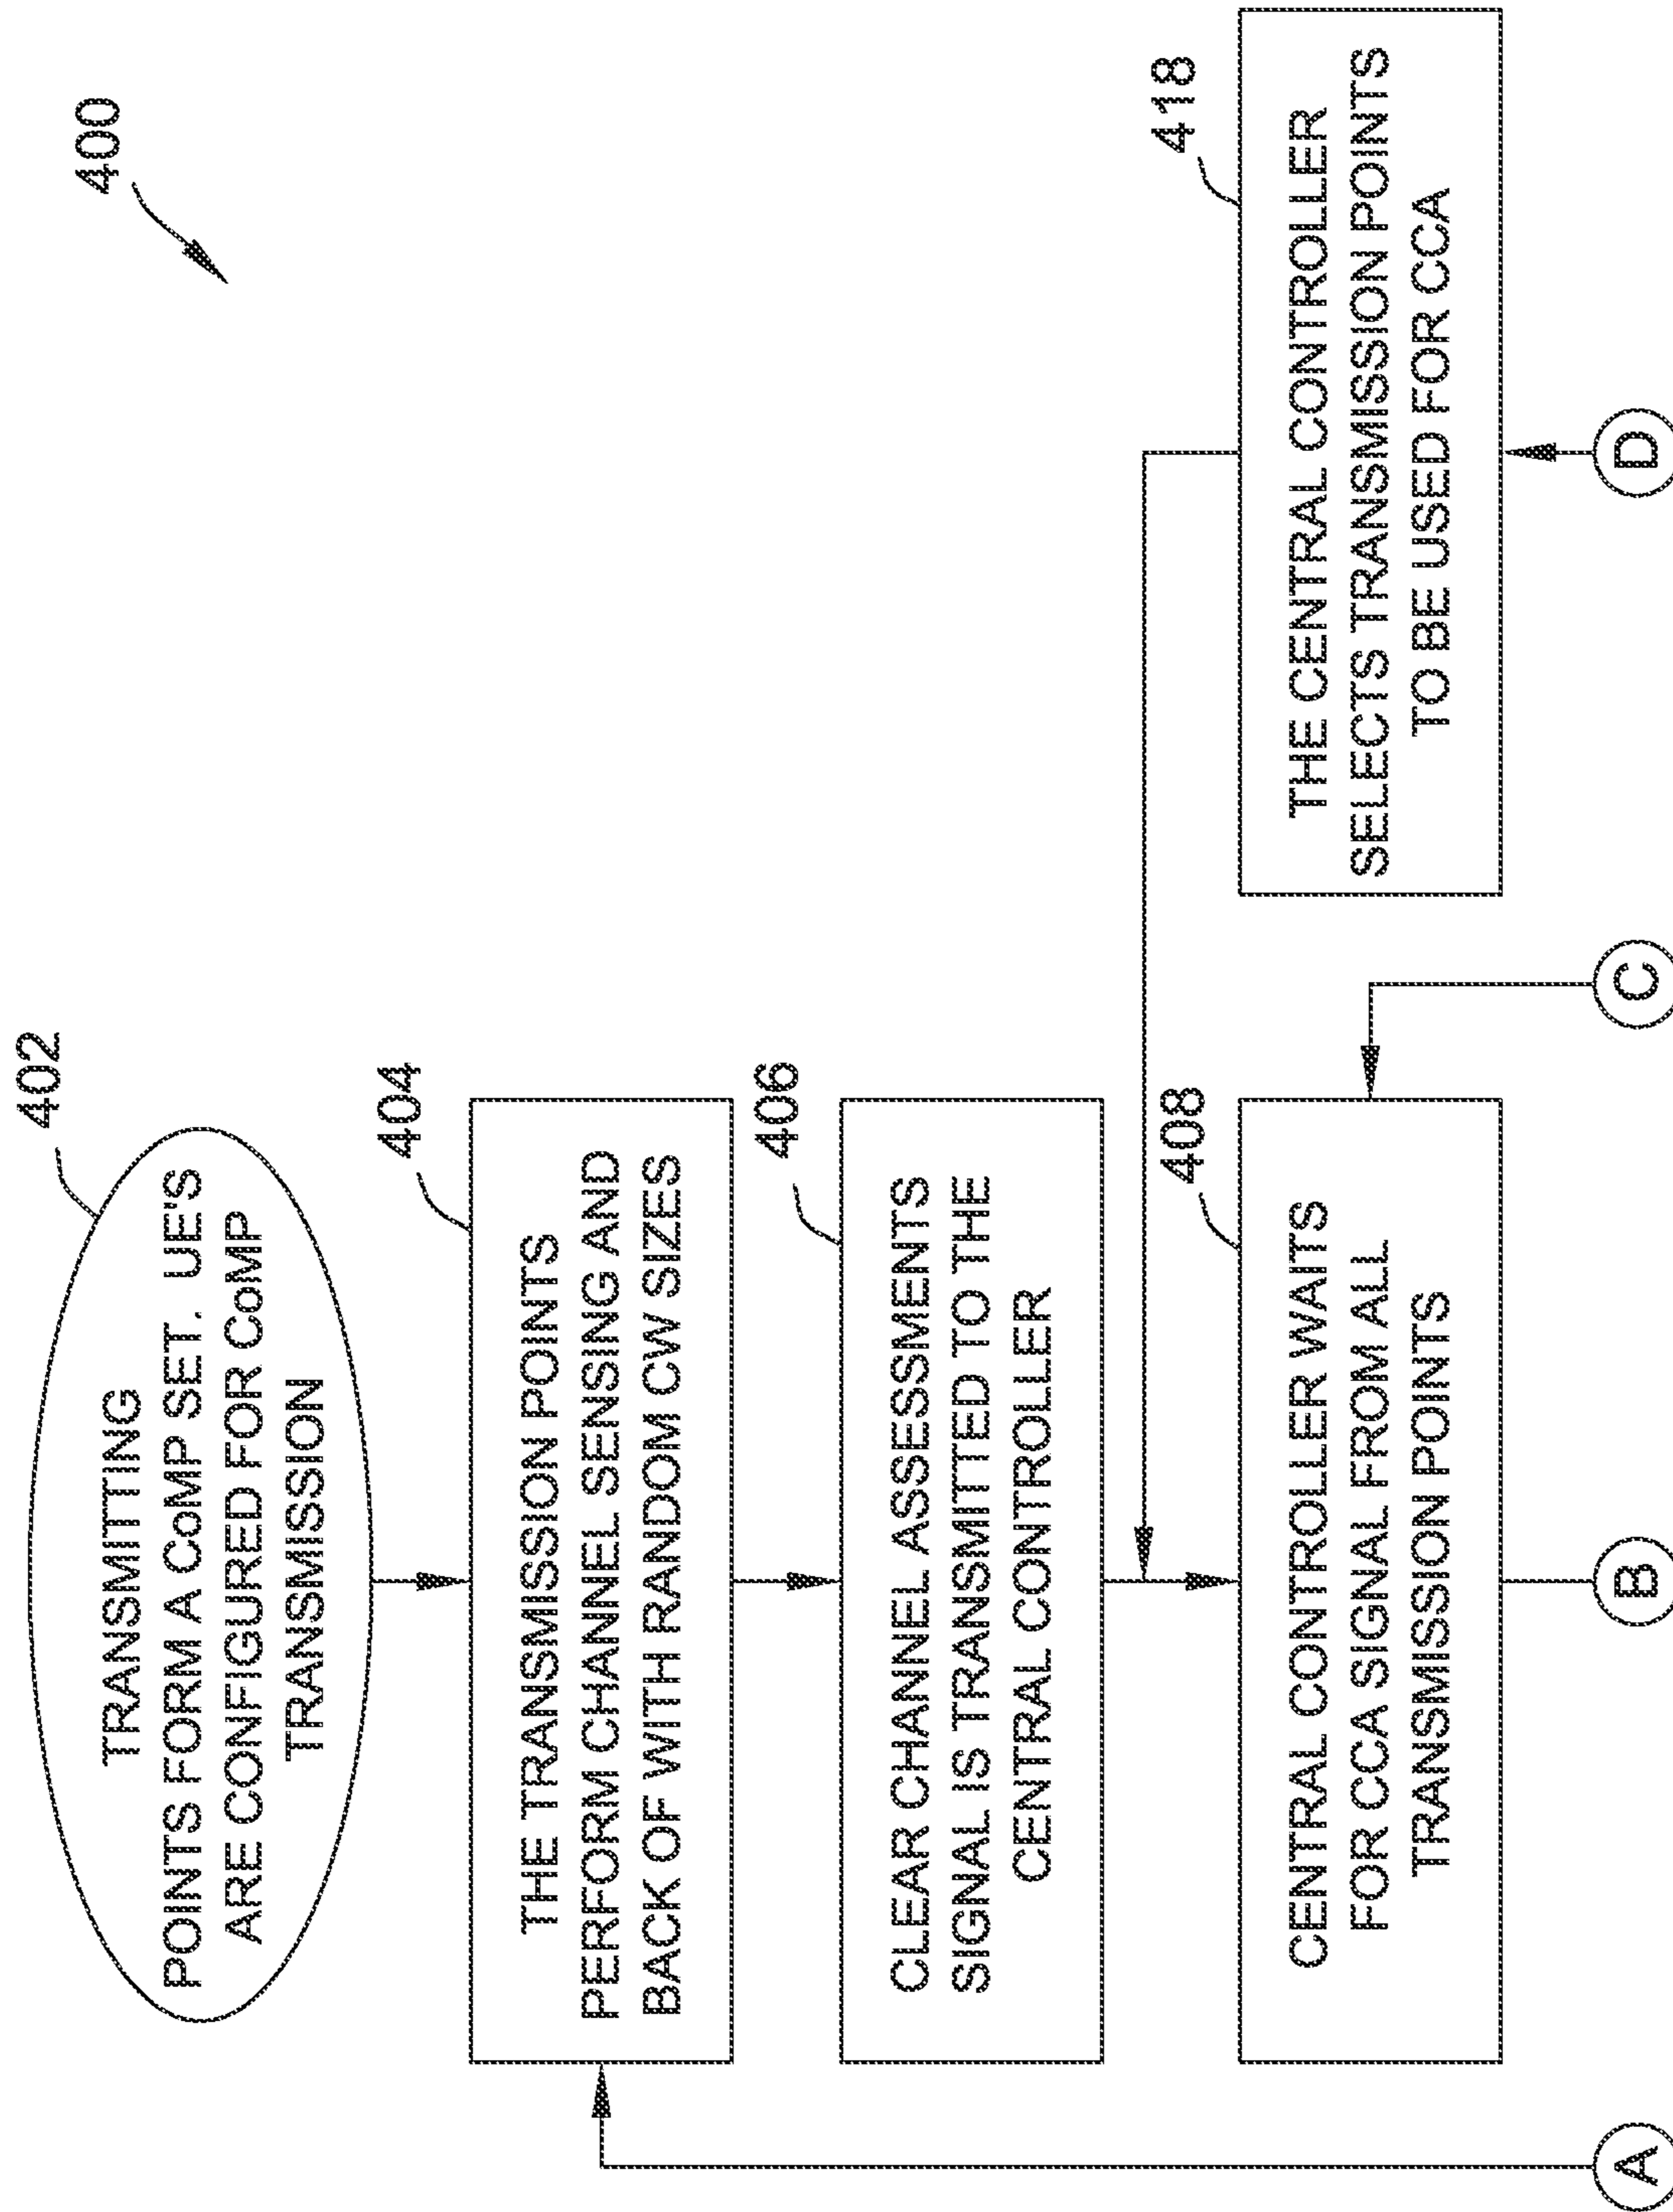 400
402
TRANSMITTING
POINTS FORM A CoMP SET. UE'S
ARE CONFIGURED FOR CoMP
TRANSMISSION
404
THE TRANSMISSION POINTS
PERFORM CHANNEL SENSING AND
BACK OF WITH RANDOM CW SIZES
406
CLEAR CHANNEL ASSESSMENTS
SIGNAL IS TRANSMITTED TO THE
CENTRAL CONTROLLER
408
CENTRAL CONTROLLER WAITS
FOR CCA SIGNAL FROM ALL
TRANSMISSION POINTS
418
THE CENTRAL CONTROLLER
SELECTS TRANSMISSION POINTS
TO BE USED FOR CCA
A
B
C
D